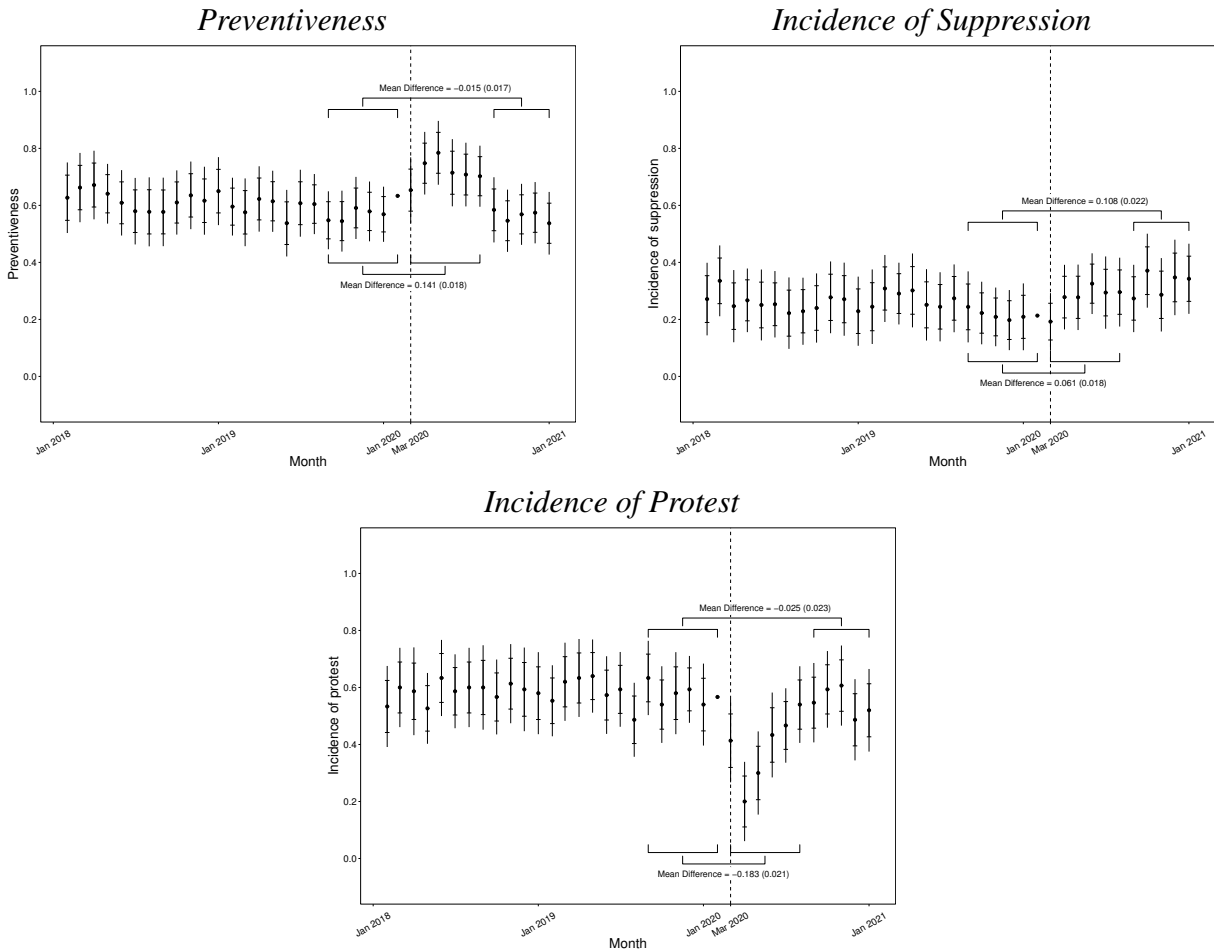 Preventiveness
Mean Difference = −0.015 (0.017)
Mean Difference = 0.141 (0.018)
1.0
0.8
0.6
0.4
0.2
0.0
Preventiveness
Jan 2018
Jan 2019
Jan 2020
Mar 2020
Jan 2021
Month
Incidence of Suppression
Mean Difference = 0.108 (0.022)
Mean Difference = 0.061 (0.018)
1.0
0.8
0.6
0.4
0.2
0.0
Incidence of suppression
Jan 2018
Jan 2019
Jan 2020
Mar 2020
Jan 2021
Month
Incidence of Protest
Mean Difference = −0.025 (0.023)
Mean Difference = −0.183 (0.021)
1.0
0.8
0.6
0.4
0.2
0.0
Incidence of protest
Jan 2018
Jan 2019
Jan 2020
Mar 2020
Jan 2021
Month